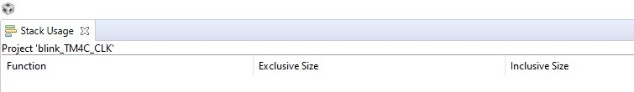 Stack Usage
Project 'blink_TM4C_CLK'
Function Exclusive Size Inclusive Size